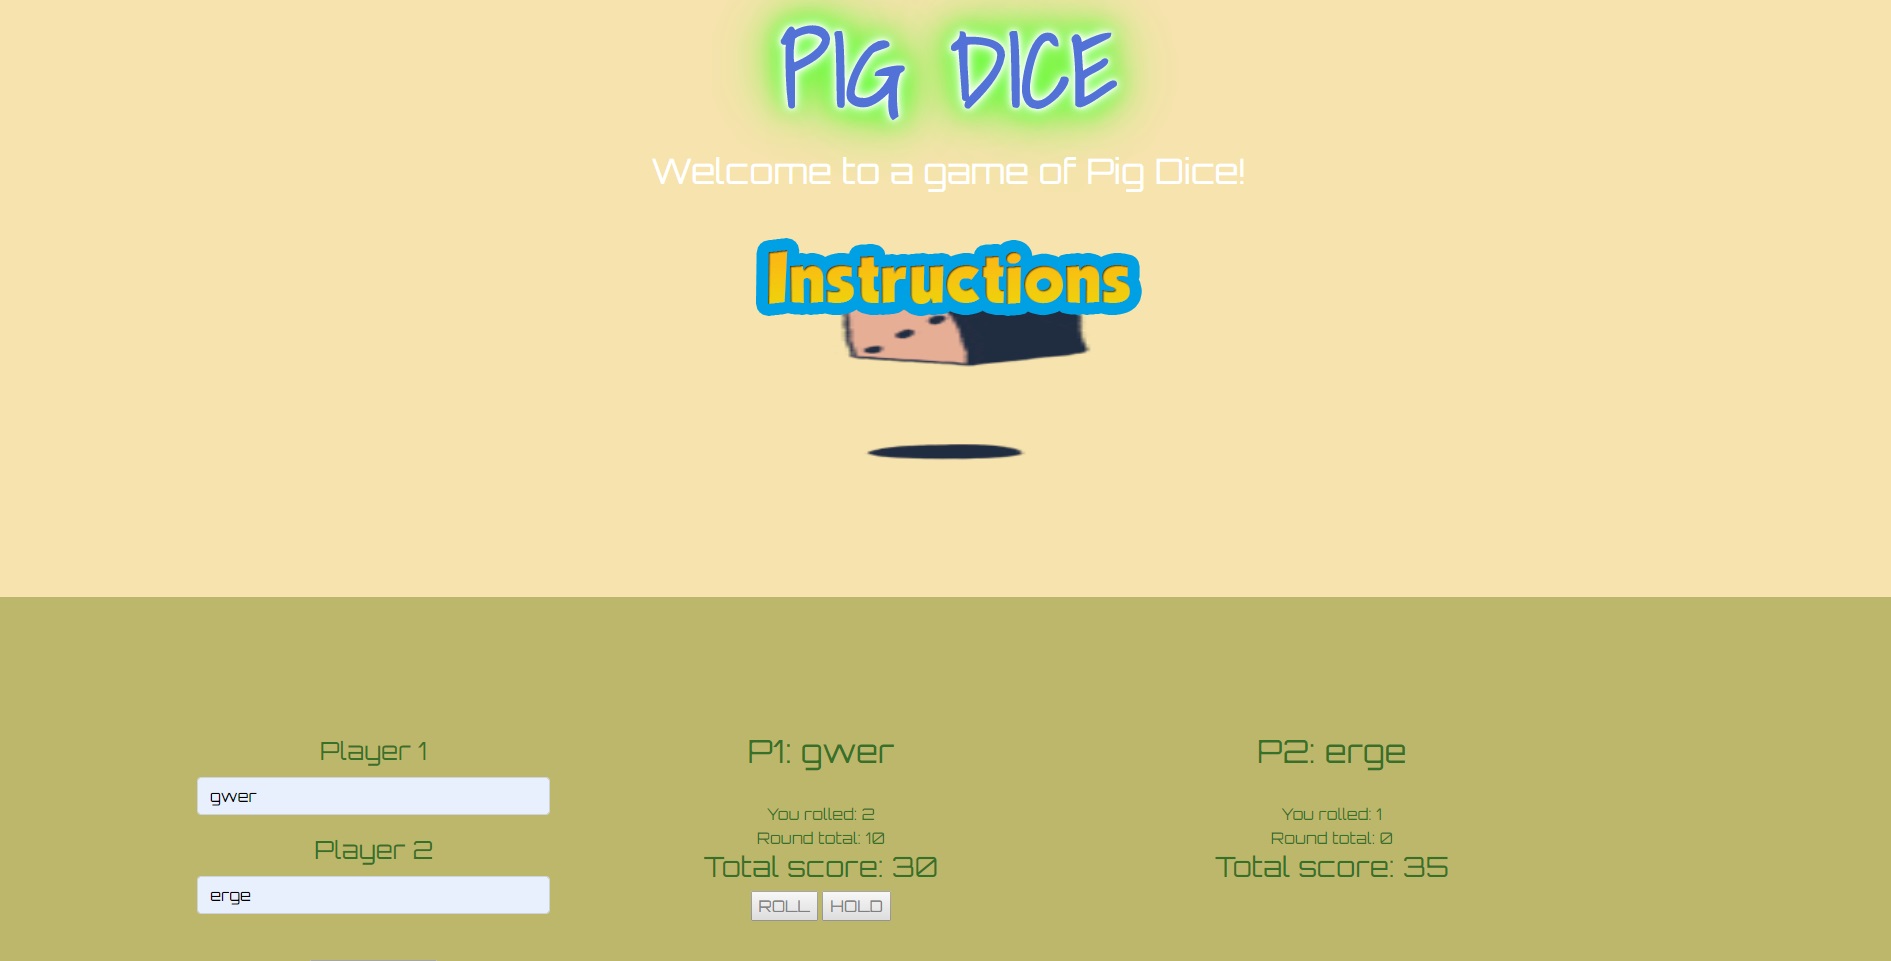 PIG DICE
Welcome to a game of Pig Dice!
Instructions
Player 1
gwer
Player 2
erge
P1: gwer
You rolled: 2
Round total: 10
Total score: 30
ROLL HOLD
P2: erge
You rolled: 1
Round total: 0
Total score: 35